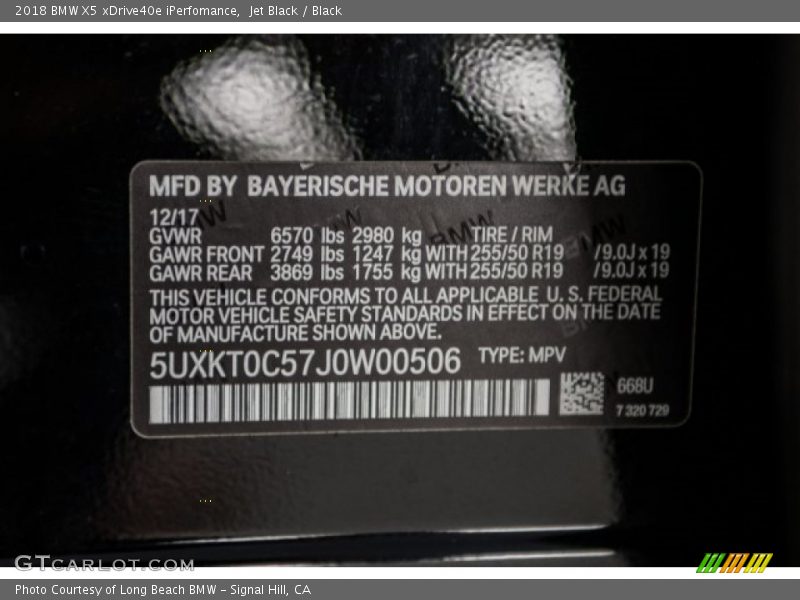 2018 BMW X5 xDrive40e iPerfomance, Jet Black / Black
MFD BY BAYERISCHE MOTOREN WERKE AG
12/17
GVWR 6570 lbs 2980 kg TIRE / RIM
GAWR FRONT 2749 lbs 1247 kg WITH 255/50 R19 /9.0J x 19
GAWR REAR 3869 lbs 1755 kg WITH 255/50 R19 /9.0J x 19
THIS VEHICLE CONFORMS TO ALL APPLICABLE U. S. FEDERAL
MOTOR VEHICLE SAFETY STANDARDS IN EFFECT ON THE DATE
OF MANUFACTURE SHOWN ABOVE.
5UXKT0C57J0W00506 TYPE: MPV
668U
7 320 729
GTCARLOT.COM
Photo Courtesy of Long Beach BMW - Signal Hill, CA